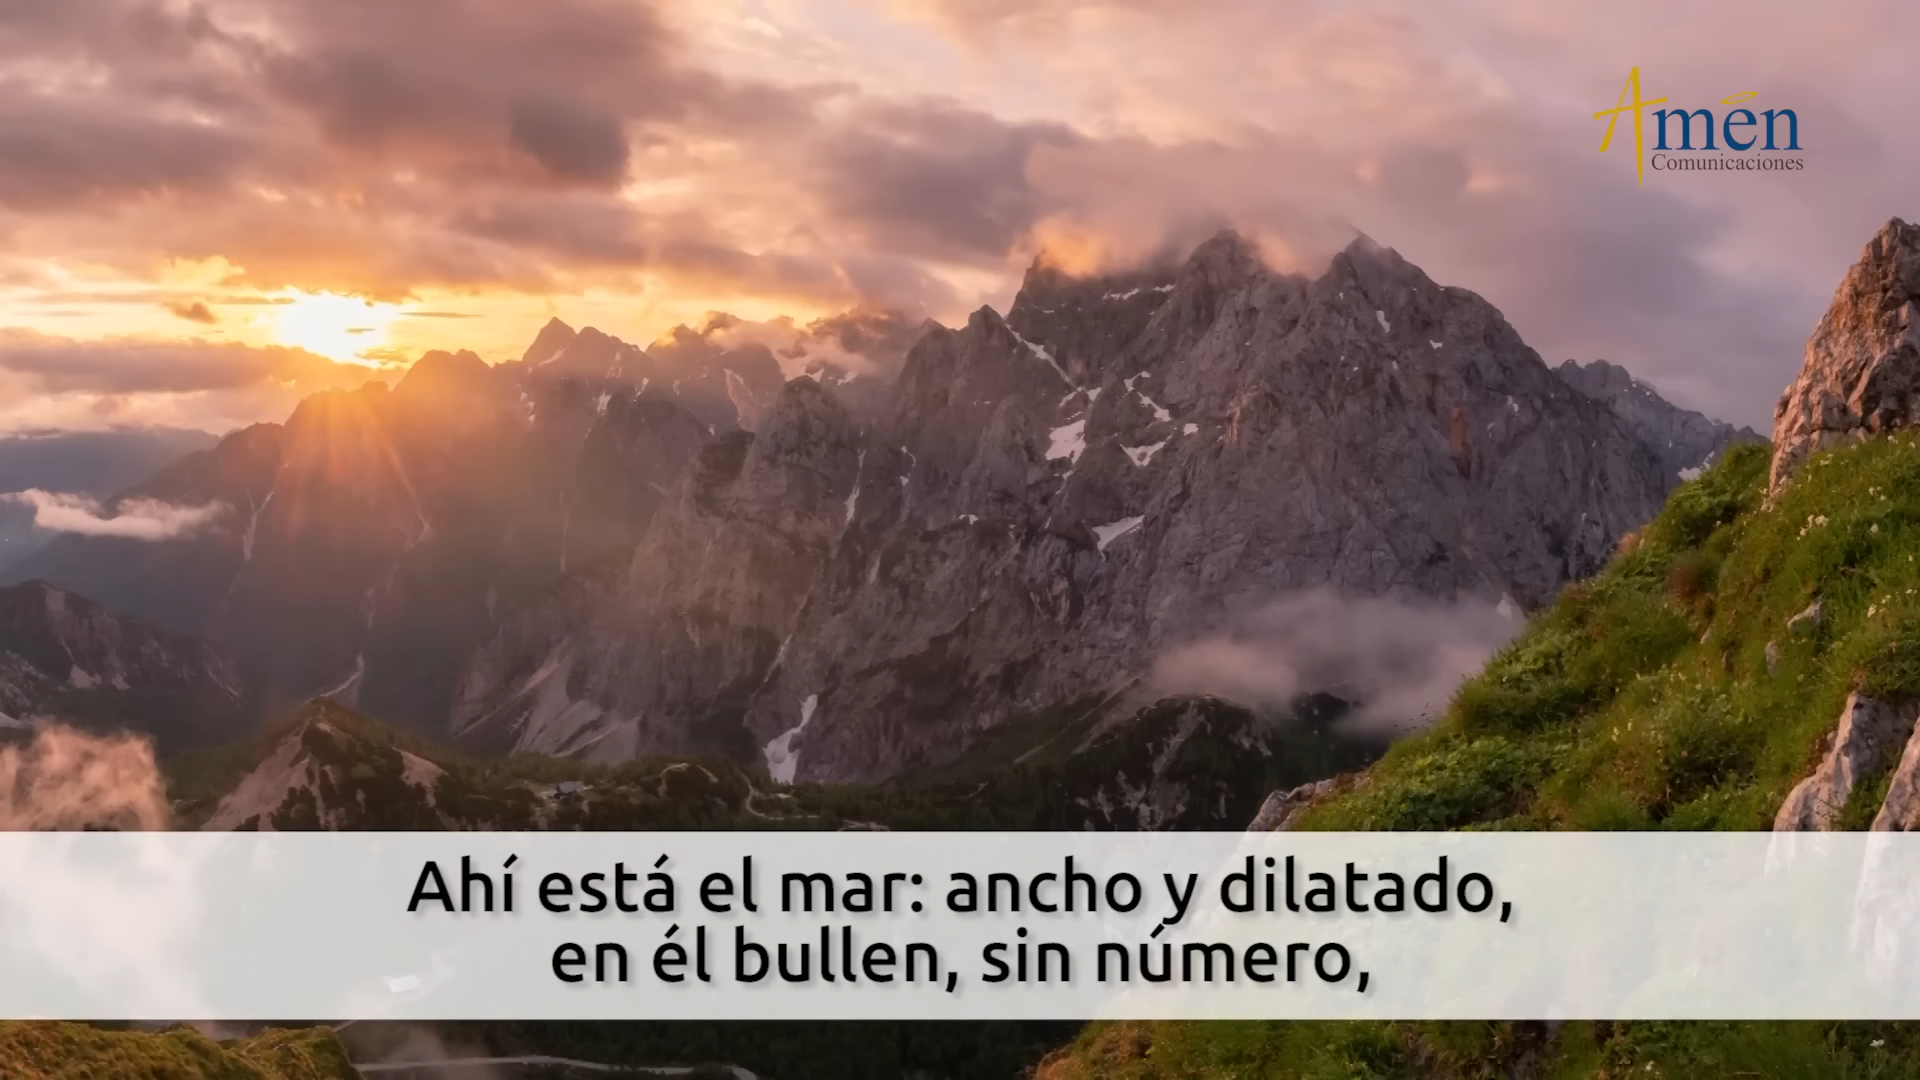 Amén
Comunicaciones
Ahí está el mar: ancho y dilatado,
en él bullen, sin número,